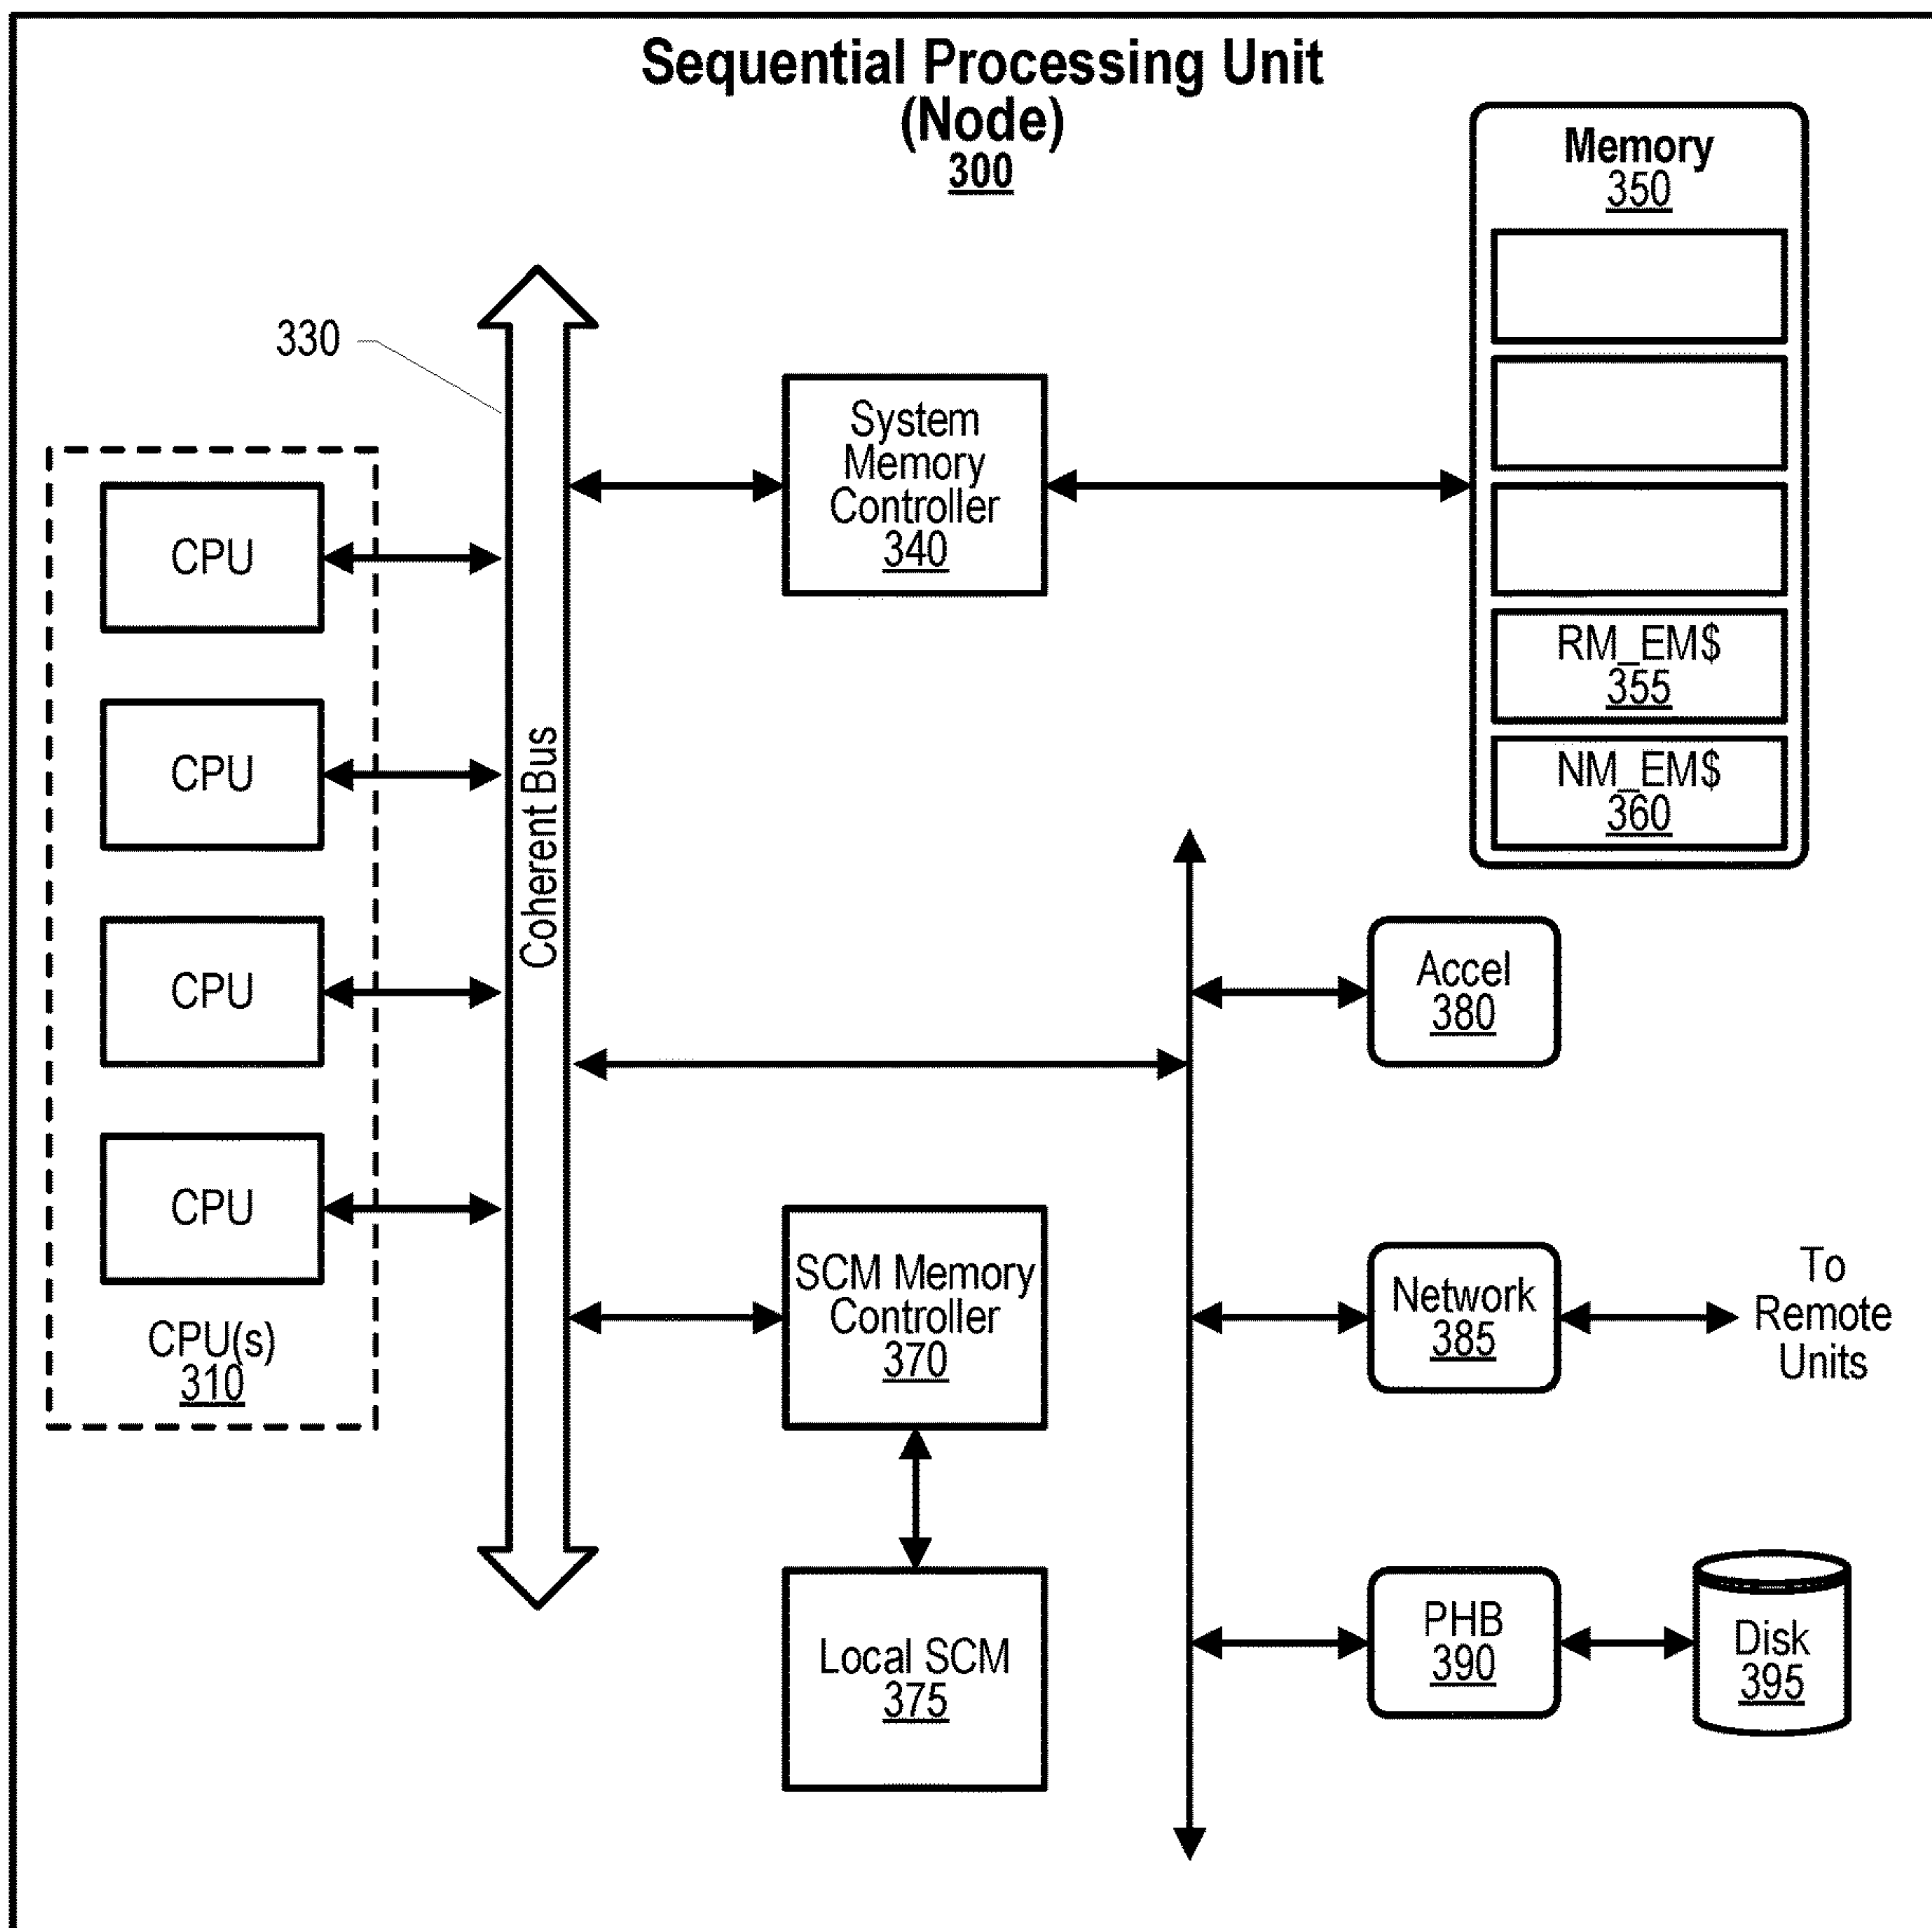 Sequential Processing Unit
(Node)
300
Memory
350
330
System
Memory
Controller
340
CPU
CPU
CPU
CPU
CPU(s)
310
Coherent Bus
RM_EM$
355
NM_EM$
360
Accel
380
SCM Memory
Controller
370
Network
385
To
Remote
Units
Local SCM
375
PHB
390
Disk
395